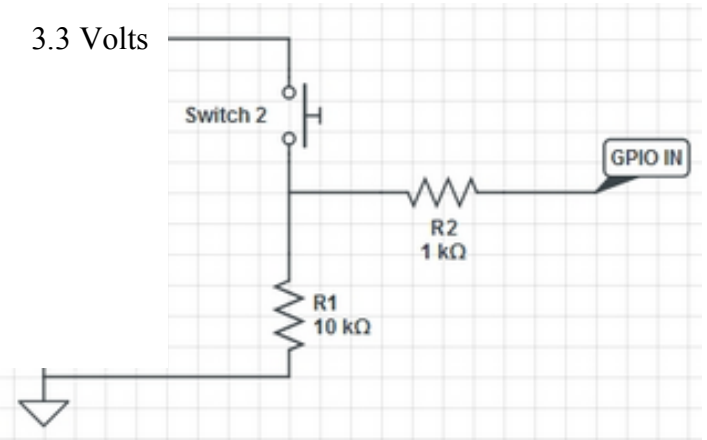 3.3 Volts
Switch 2
GPIO IN
R2
1 kΩ
R1
10 kΩ